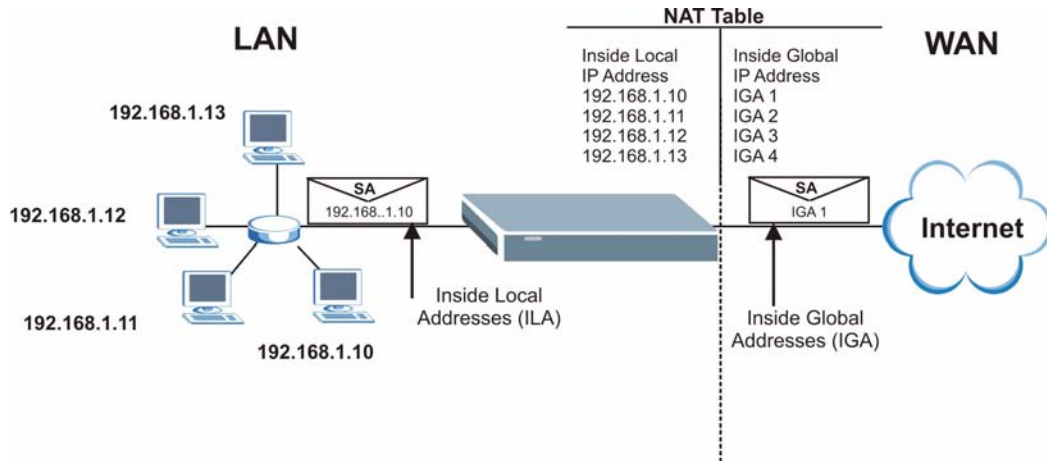 NAT Table
LAN
WAN
Inside Local
IP Address
192.168.1.10
192.168.1.11
192.168.1.12
192.168.1.13
Inside Global
IP Address
IGA 1
IGA 2
IGA 3
IGA 4
192.168.1.13
192.168.1.12
192.168.1.11
192.168.1.10
SA
192.168..1.10
SA
IGA 1
Internet
Inside Local
Addresses (ILA)
Inside Global
Addresses (IGA)